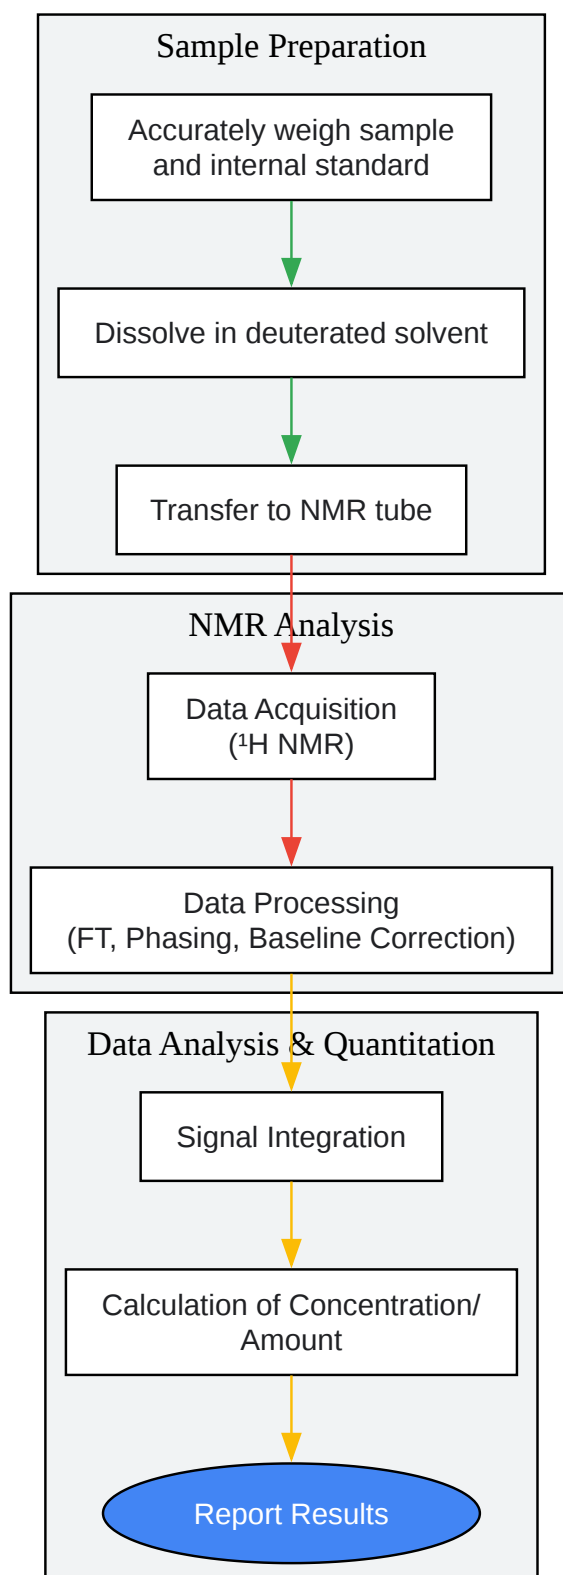 Sample Preparation
Accurately weigh sample
and internal standard
Dissolve in deuterated solvent
Transfer to NMR tube
NMR Analysis
Data Acquisition
(¹H NMR)
Data Processing
(FT, Phasing, Baseline Correction)
Data Analysis & Quantitation
Signal Integration
Calculation of Concentration/
Amount
Report Results